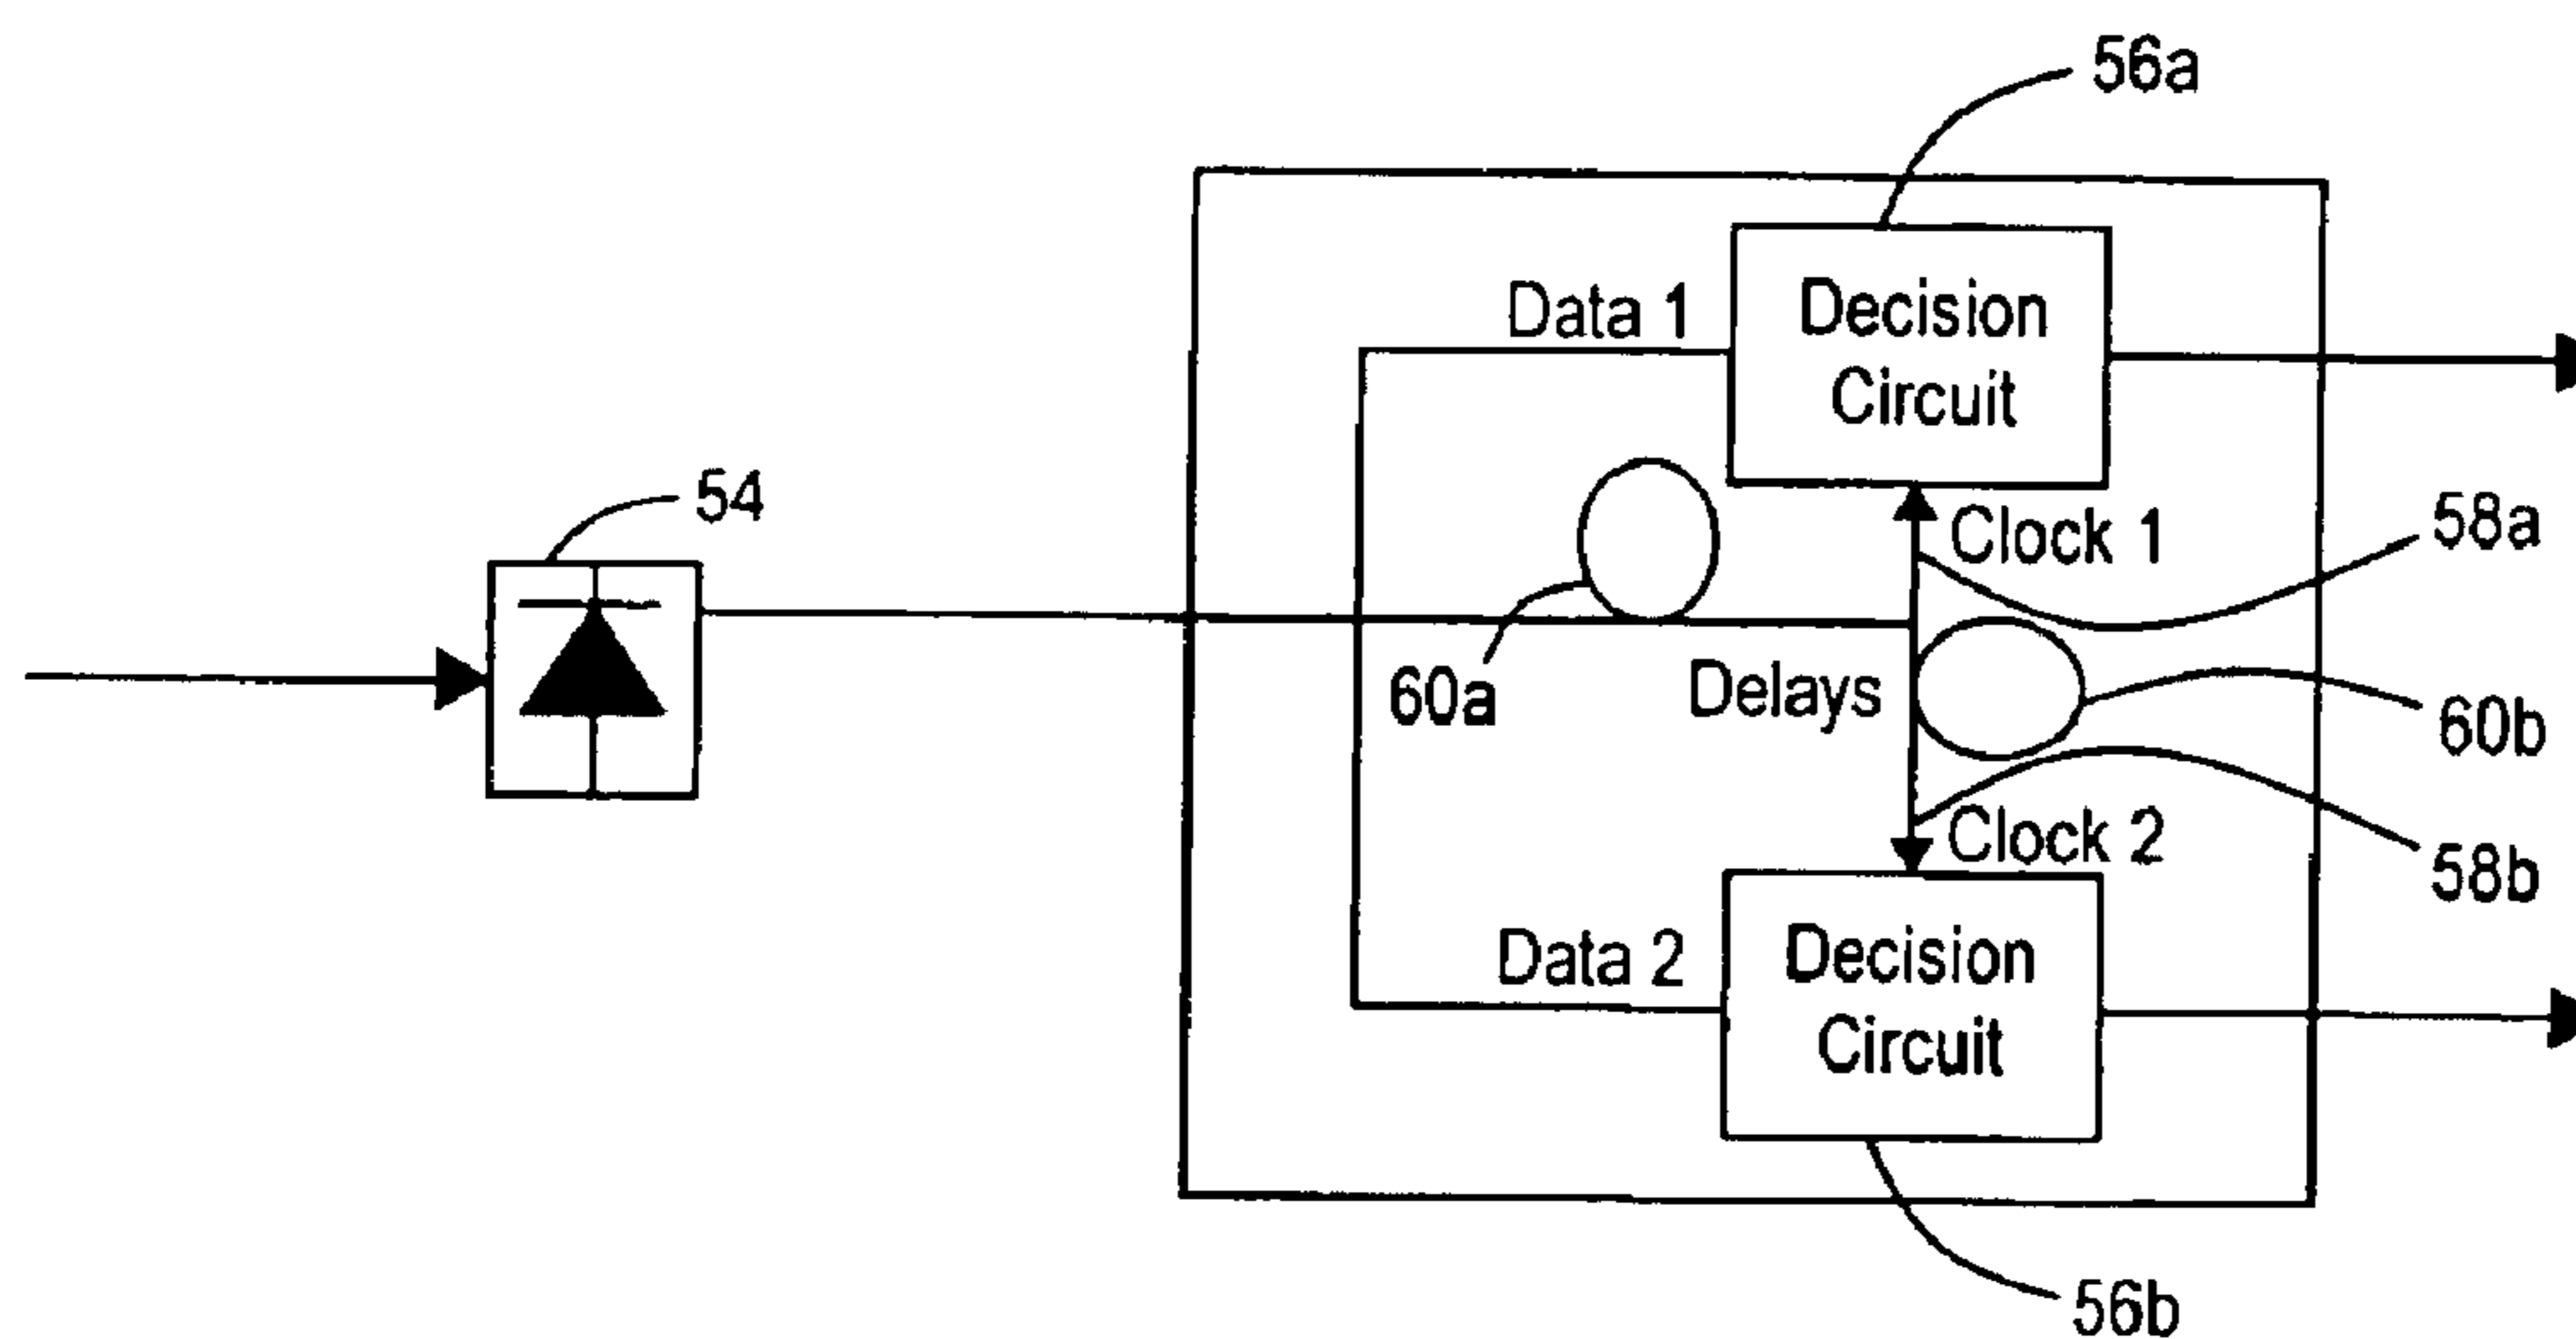 56a
Data 1
Decision
Circuit
54
Clock 1
58a
60a
Delays
60b
Clock 2
58b
Data 2
Decision
Circuit
56b